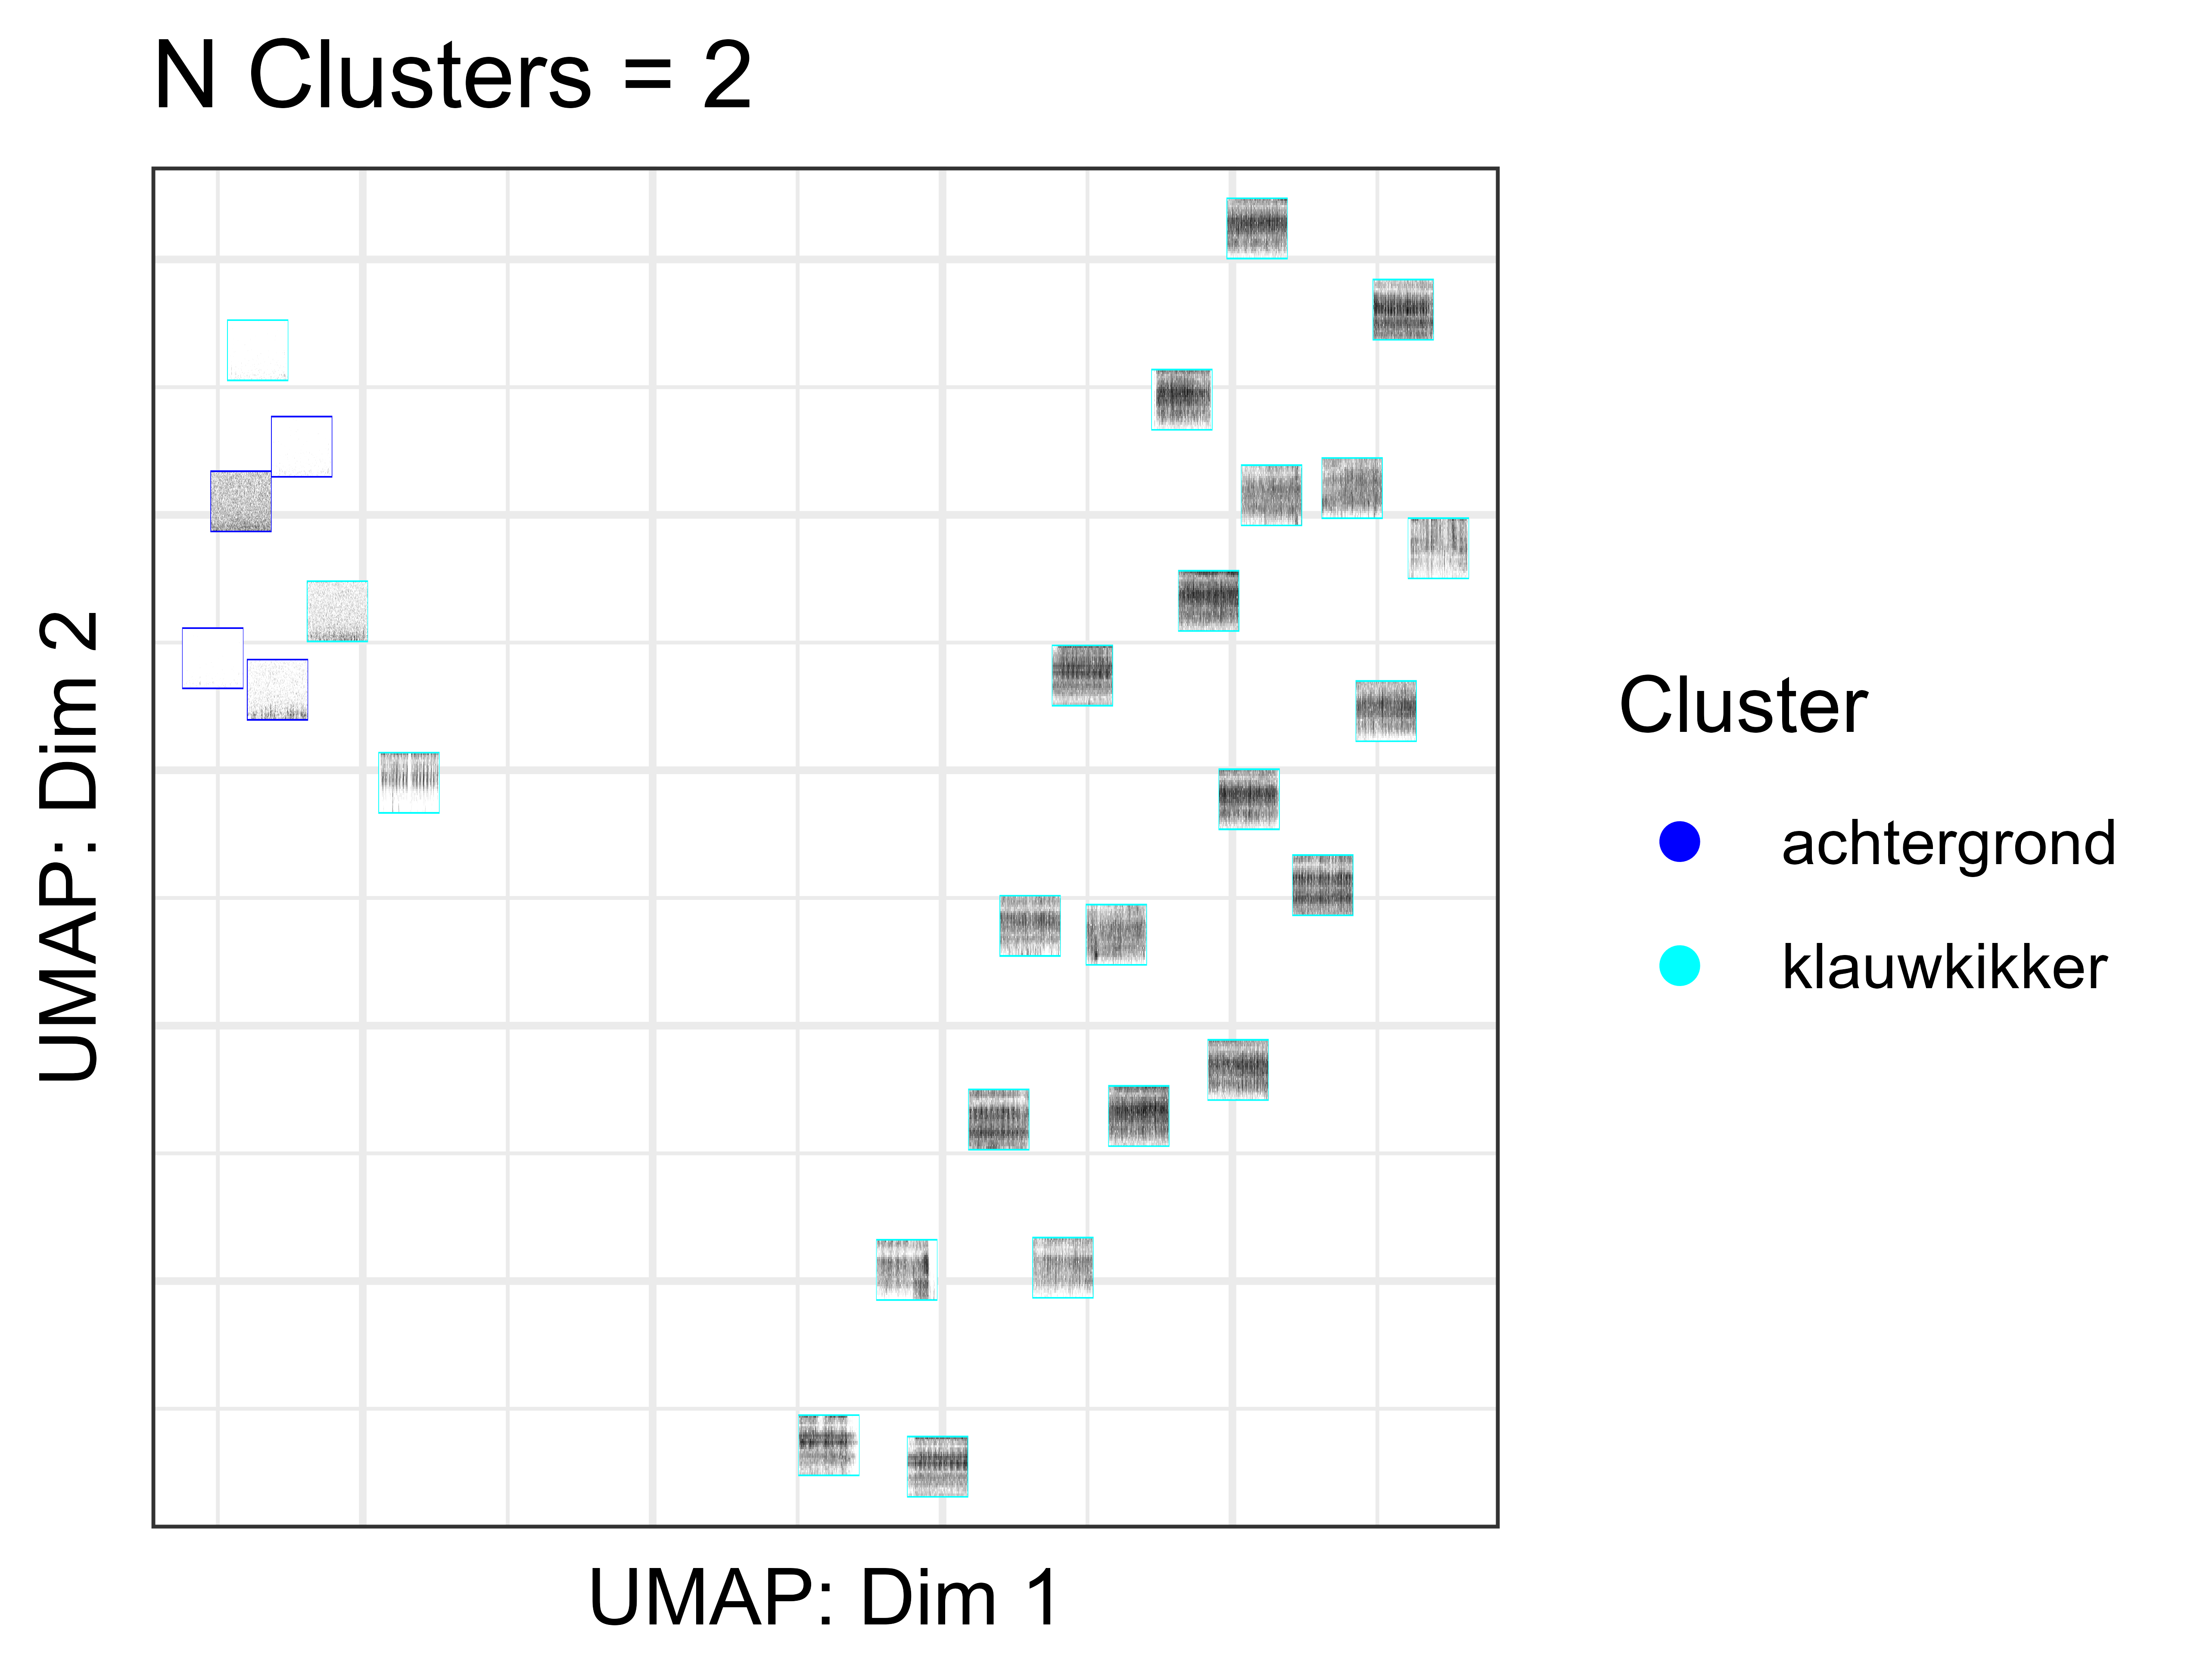 N Clusters = 2
UMAP: Dim 2
UMAP: Dim 1
Cluster
achtergrond
klauwkikker